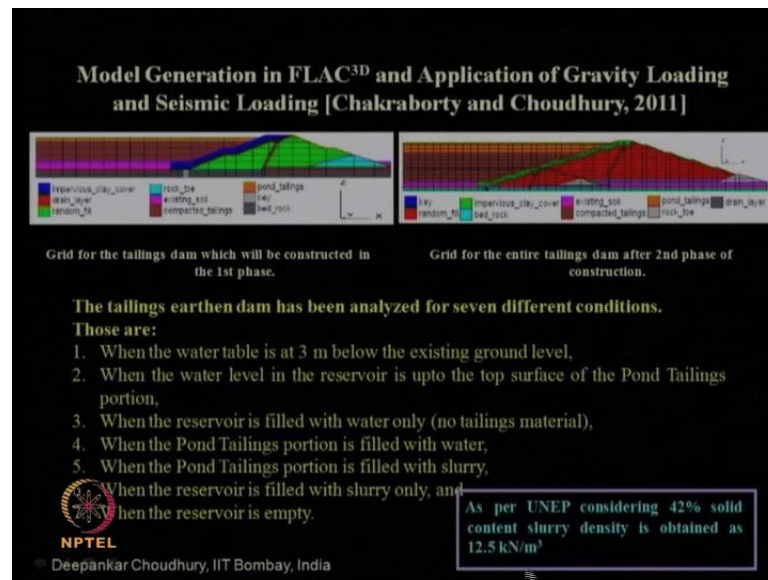 Model Generation in FLAC3D and Application of Gravity Loading
and Seismic Loading [Chakraborty and Choudhury, 2011]
impervious_clay_cover
drain_layer
random_fill
rock_toe
existing_soil
compacted_tailings
pond_tailings
key
bed_rock
z
Y
X
key
random_fill
impervious_clay_cover
bed_rock
existing_soil
compacted_tailings
pond_tailings
rock_toe
drain_layer
Grid for the tailings dam which will be constructed in
the 1st phase.
Grid for the entire tailings dam after 2nd phase of
construction.
The tailings earthen dam has been analyzed for seven different conditions.
Those are:
1. When the water table is at 3 m below the existing ground level,
2. When the water level in the reservoir is upto the top surface of the Pond Tailings
portion,
3. When the reservoir is filled with water only (no tailings material),
4. When the Pond Tailings portion is filled with water,
5. When the Pond Tailings portion is filled with slurry,
When the reservoir is filled with slurry only, and
When the reservoir is empty.
As per UNEP considering 42% solid
content slurry density is obtained as
12.5 kN/m3
NPTEL
Deepankar Choudhury, IIT Bombay, India